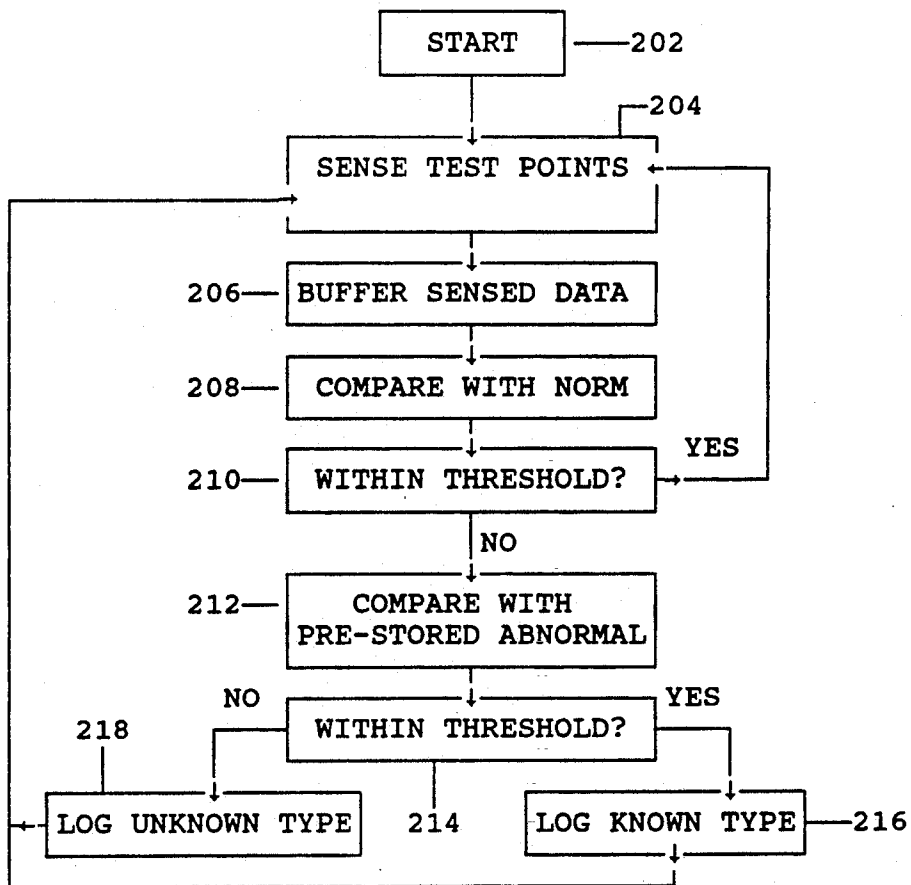 START
202
204
SENSE TEST POINTS
206
BUFFER SENSED DATA
208
COMPARE WITH NORM
YES
210
WITHIN THRESHOLD?
NO
212
COMPARE WITH
PRE-STORED ABNORMAL
NO
YES
218
WITHIN THRESHOLD?
LOG UNKNOWN TYPE
214
LOG KNOWN TYPE
216